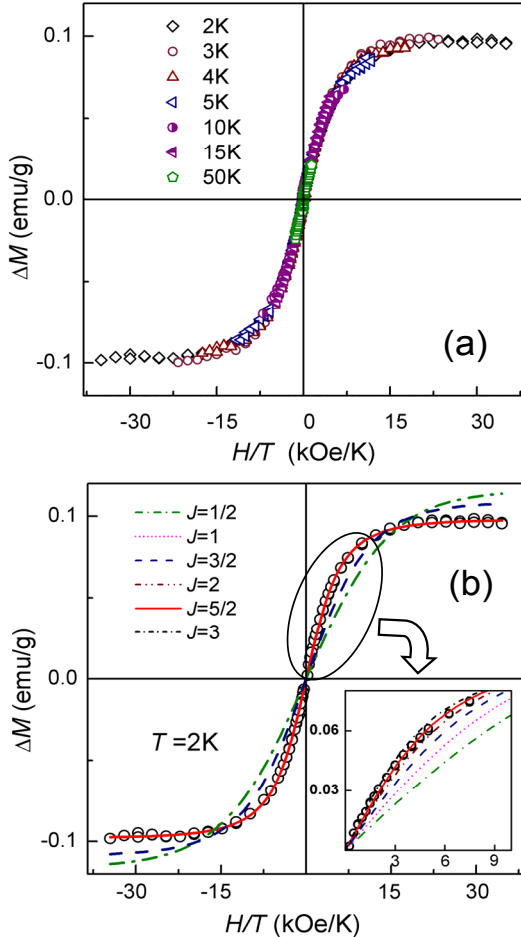 0.1
0.0
-0.1
ΔM (emu/g)
2K
3K
4K
5K
10K
15K
50K
(a)
-30 -15 0 15 30
H/T (kOe/K)
0.1
0.0
-0.1
ΔM (emu/g)
J=1/2
J=1
J=3/2
J=2
J=5/2
J=3
(b)
T =2K
0.06
0.03
3 6 9
-30 -15 0 15 30
H/T (kOe/K)